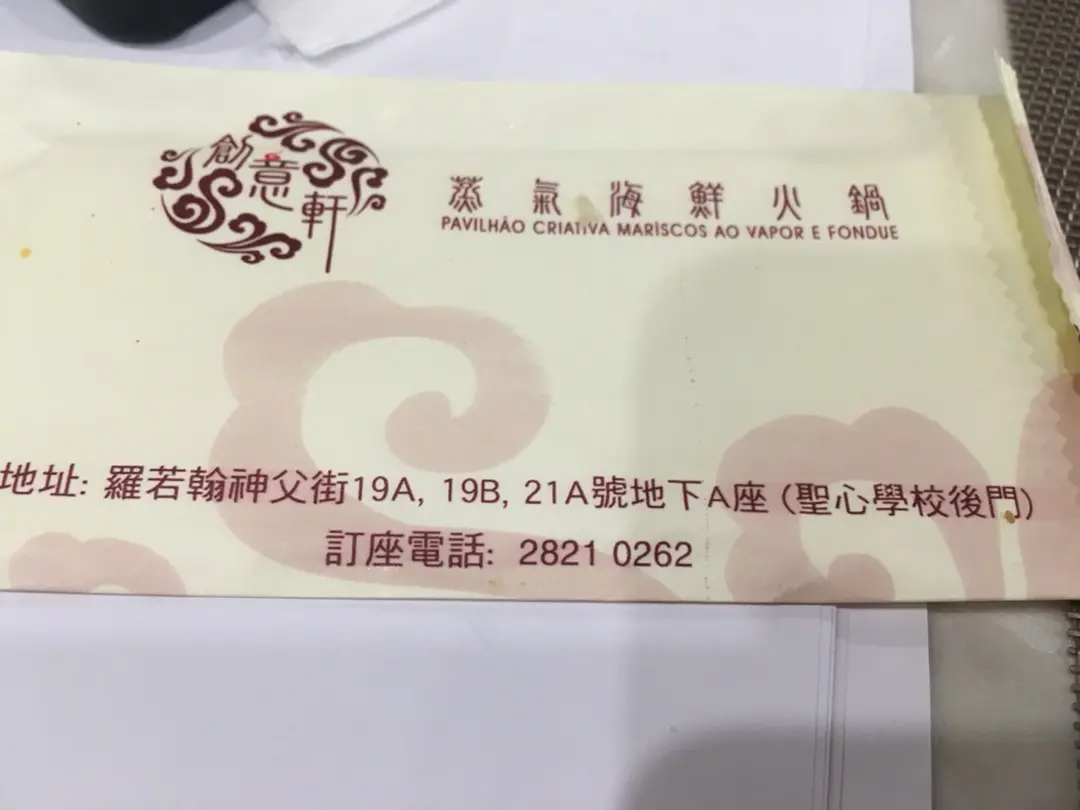 創意軒
蒸氣海鮮火鍋
PAVILHÃO CRIATIVA MARÍSCOS AO VAPOR E FONDUE
地址: 羅若翰神父街19A, 19B, 21A號地下A座 (聖心學校後門)
訂座電話: 2821 0262